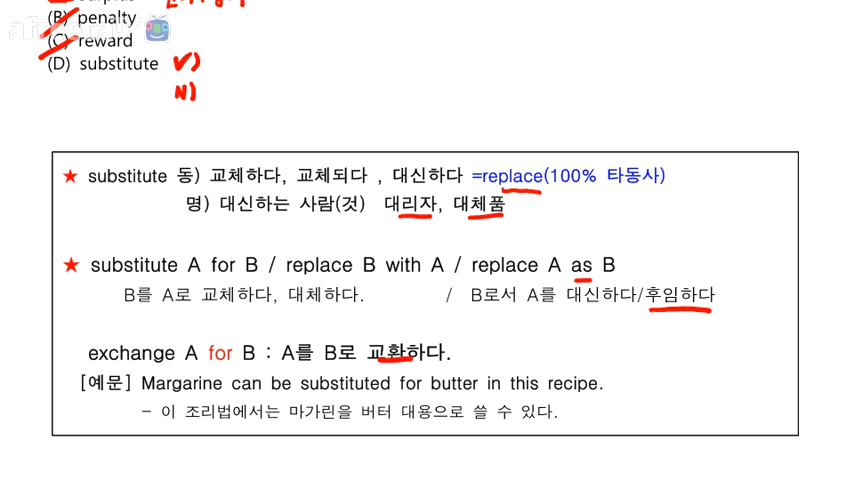 (B) penalty
(C) reward
(D) substitute V)
N)
★ substitute 동) 교체하다, 교체되다 , 대신하다 =replace(100% 타동사)
명) 대신하는 사람(것) 대리자, 대체품
★ substitute A for B / replace B with A / replace A as B
B를 A로 교체하다, 대체하다. / B로서 A를 대신하다/후임하다
exchange A for B : A를 B로 교환하다.
[예문] Margarine can be substituted for butter in this recipe.
- 이 조리법에서는 마가린을 버터 대용으로 쓸 수 있다.